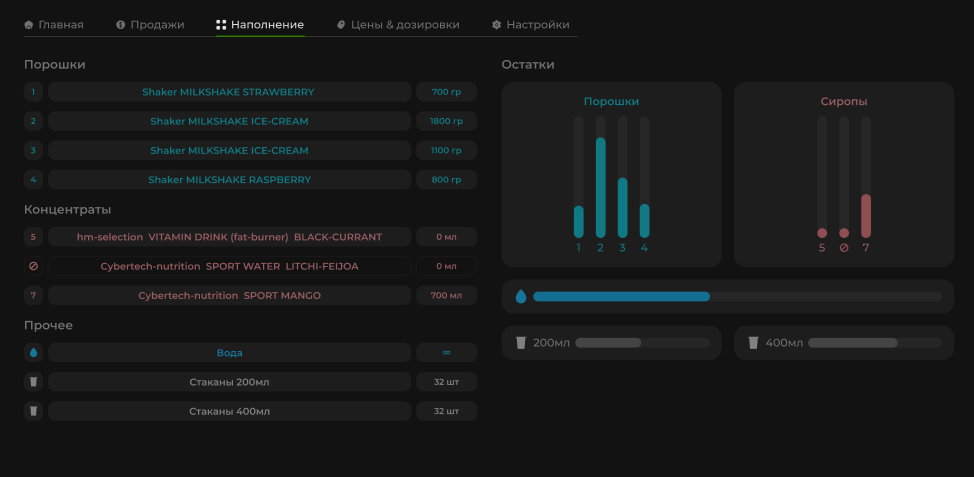 Главная Продажи Наполнение Цены & дозировки Настройки
Порошки
1 Shaker MILKSHAKE STRAWBERRY 700 гр
2 Shaker MILKSHAKE ICE-CREAM 1800 гр
3 Shaker MILKSHAKE ICE-CREAM 1100 гр
4 Shaker MILKSHAKE RASPBERRY 800 гр
Концентраты
5 hm-selection VITAMIN DRINK (fat-burner) BLACK-CURRANT 0 мл
Cybertech-nutrition SPORT WATER LITCHI-FEIJOA 0 мл
7 Cybertech-nutrition SPORT MANGO 700 мл
Прочее
Вода ∞
Стаканы 200мл 32 шт
Стаканы 400мл 32 шт
Остатки
Порошки
1 2 3 4
Сиропы
5 7
200мл
400мл